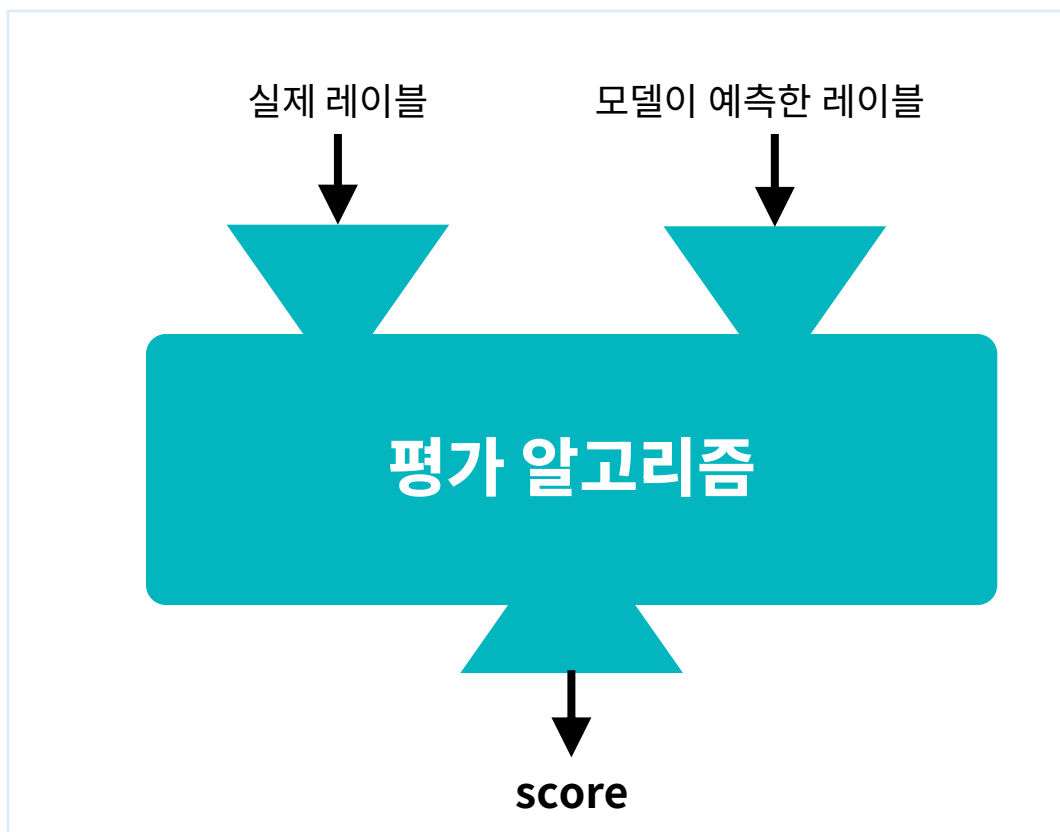 실제 레이블
모델이 예측한 레이블
평가 알고리즘
score